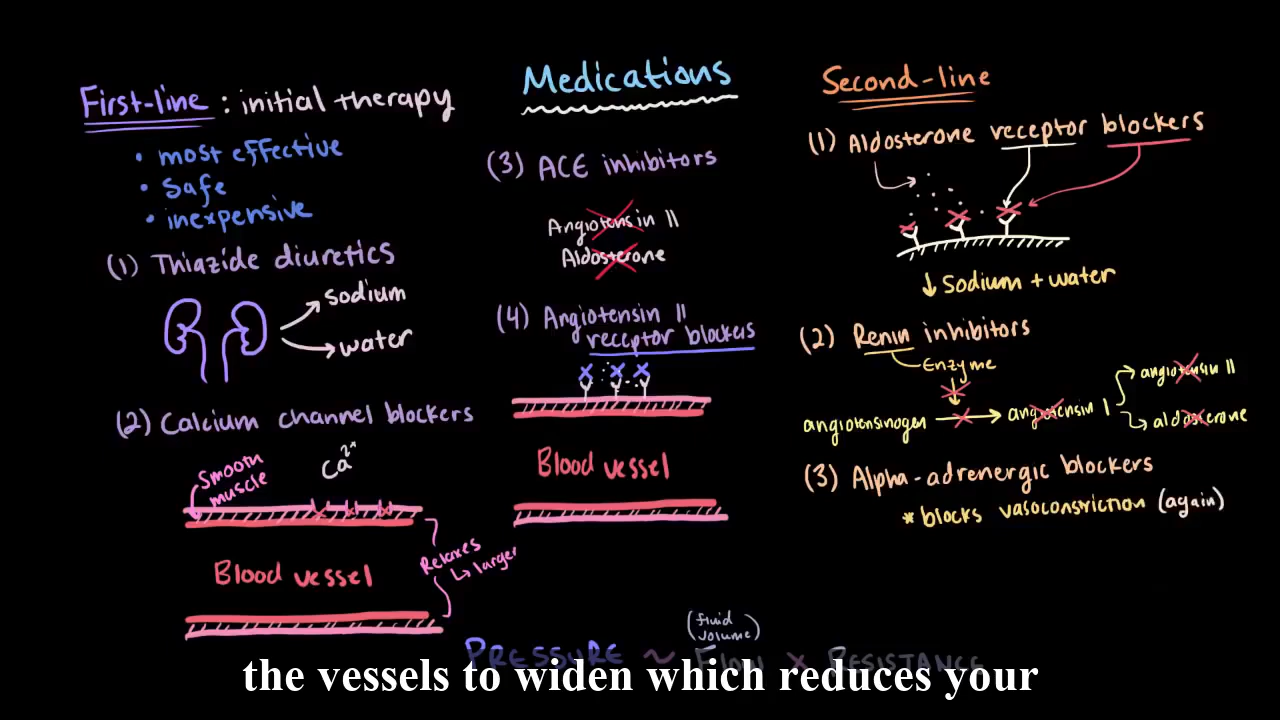 First-line : initial therapy
• most effective
• safe
• inexpensive
(1) Thiazide diuretics
sodium
water
(2) Calcium channel blockers
Smooth
muscle
Ca2+
Blood vessel
Relaxes
↳ larger
Medications
(3) ACE inhibitors
Angiotensin II
Aldosterone
(4) Angiotensin II
receptor blockers
Blood vessel
Second-line
(1) Aldosterone receptor blockers
↓ Sodium + water
(2) Renin inhibitors
Enzyme
angiotensinogen → angiotensin I
angiotensin II
aldosterone
(3) Alpha-adrenergic blockers
* blocks vasoconstriction (again)
(fluid
volume)
PRESSURE ~ FLOW x RESISTANCE
the vessels to widen which reduces your